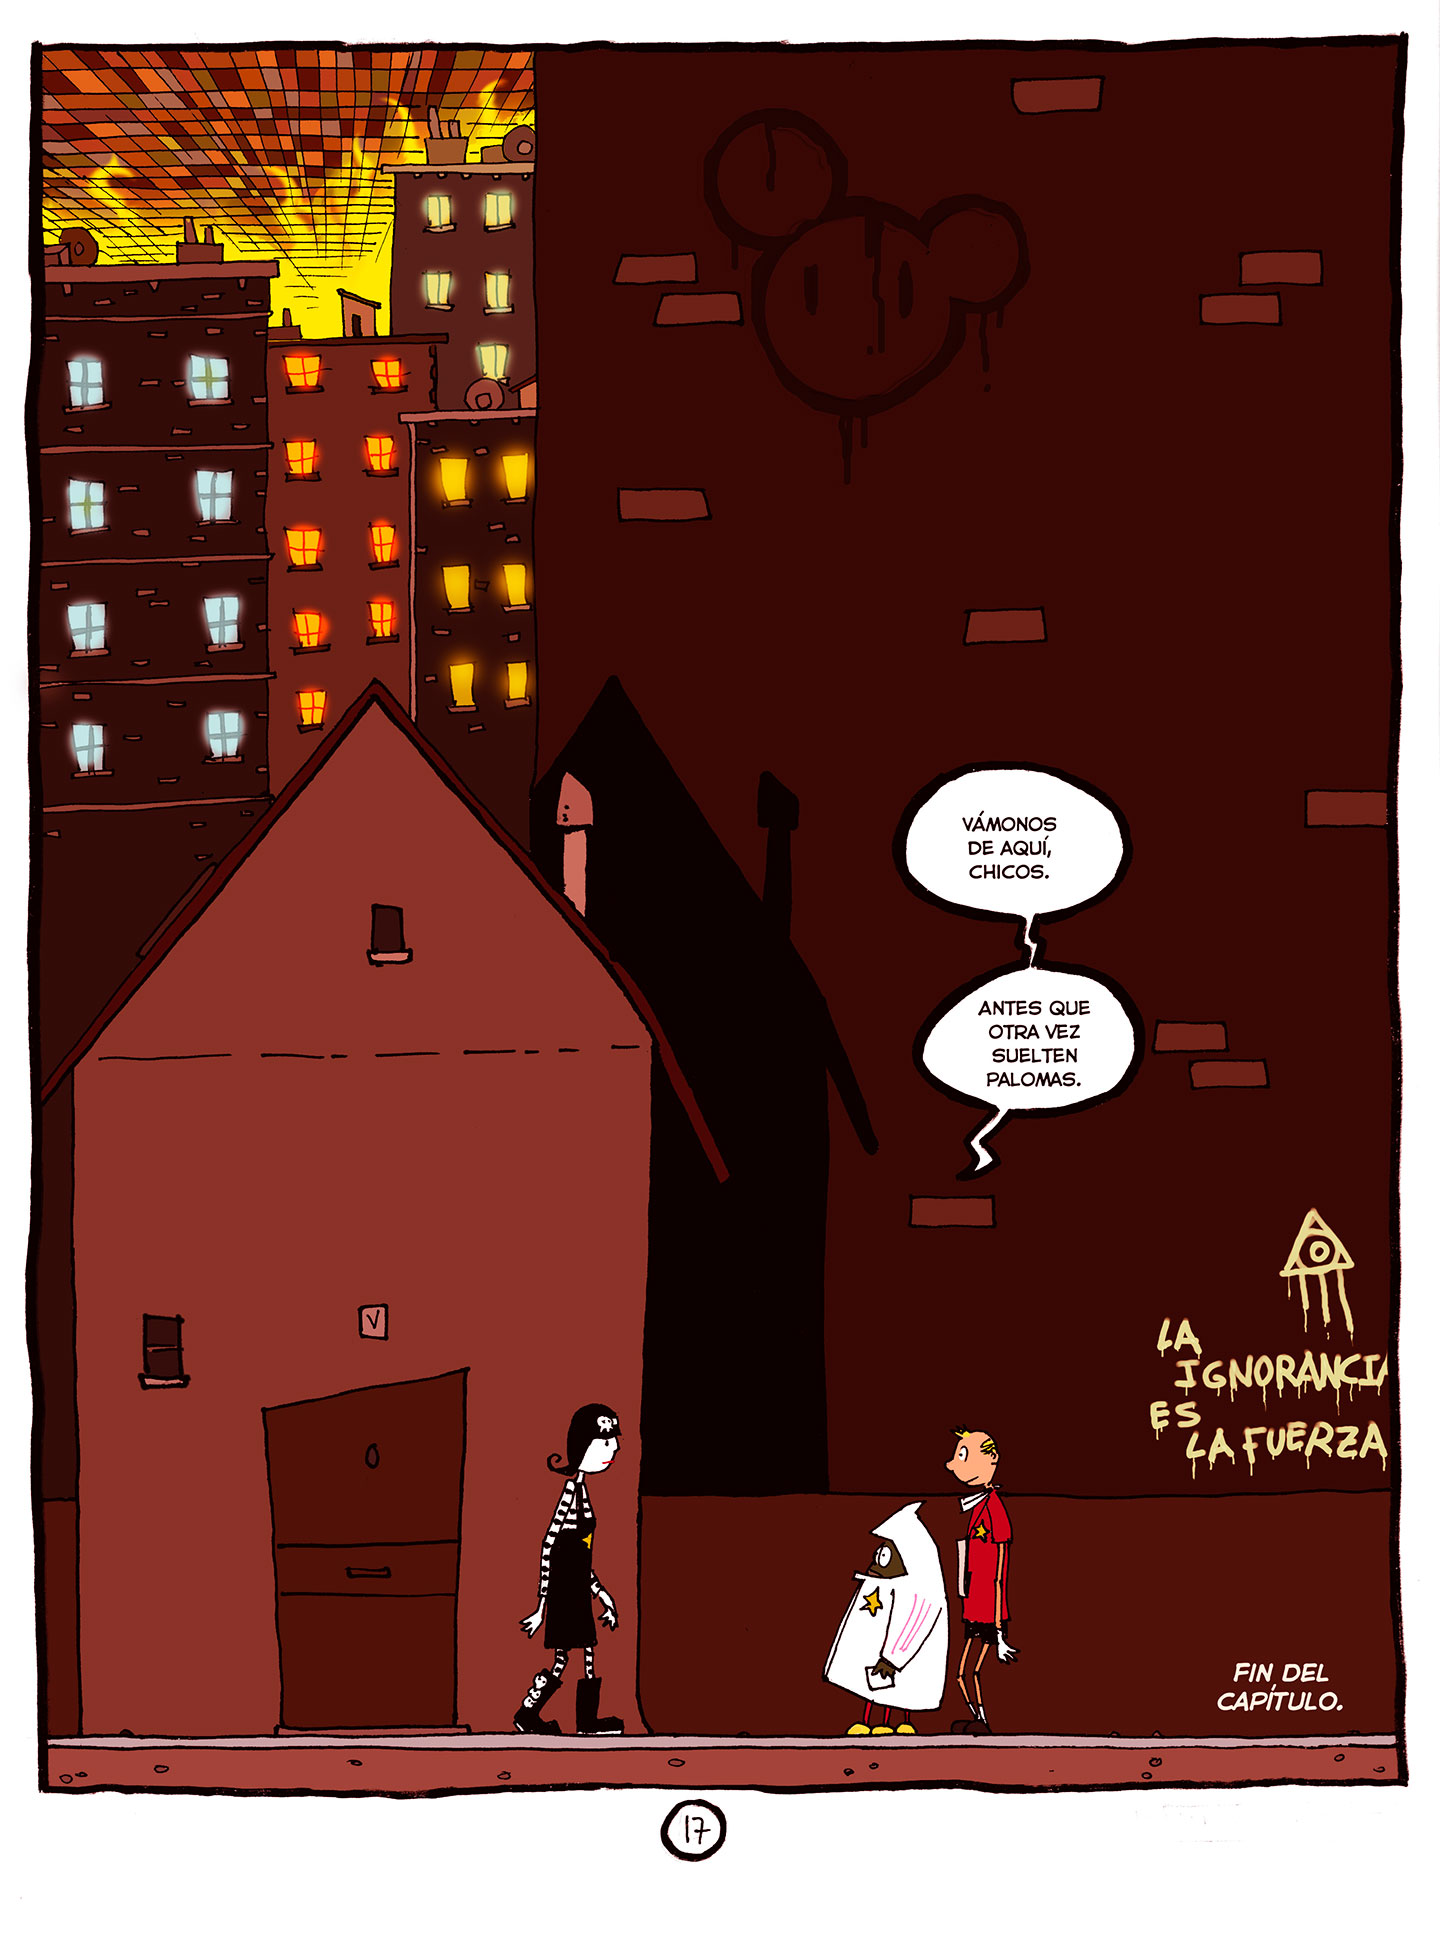 VÁMONOS
DE AQUÍ,
CHICOS.
ANTES QUE
OTRA VEZ
SUELTEN
PALOMAS.
LA
IGNORANCIA
ES
LA FUERZA
V
FIN DEL
CAPÍTULO.
17